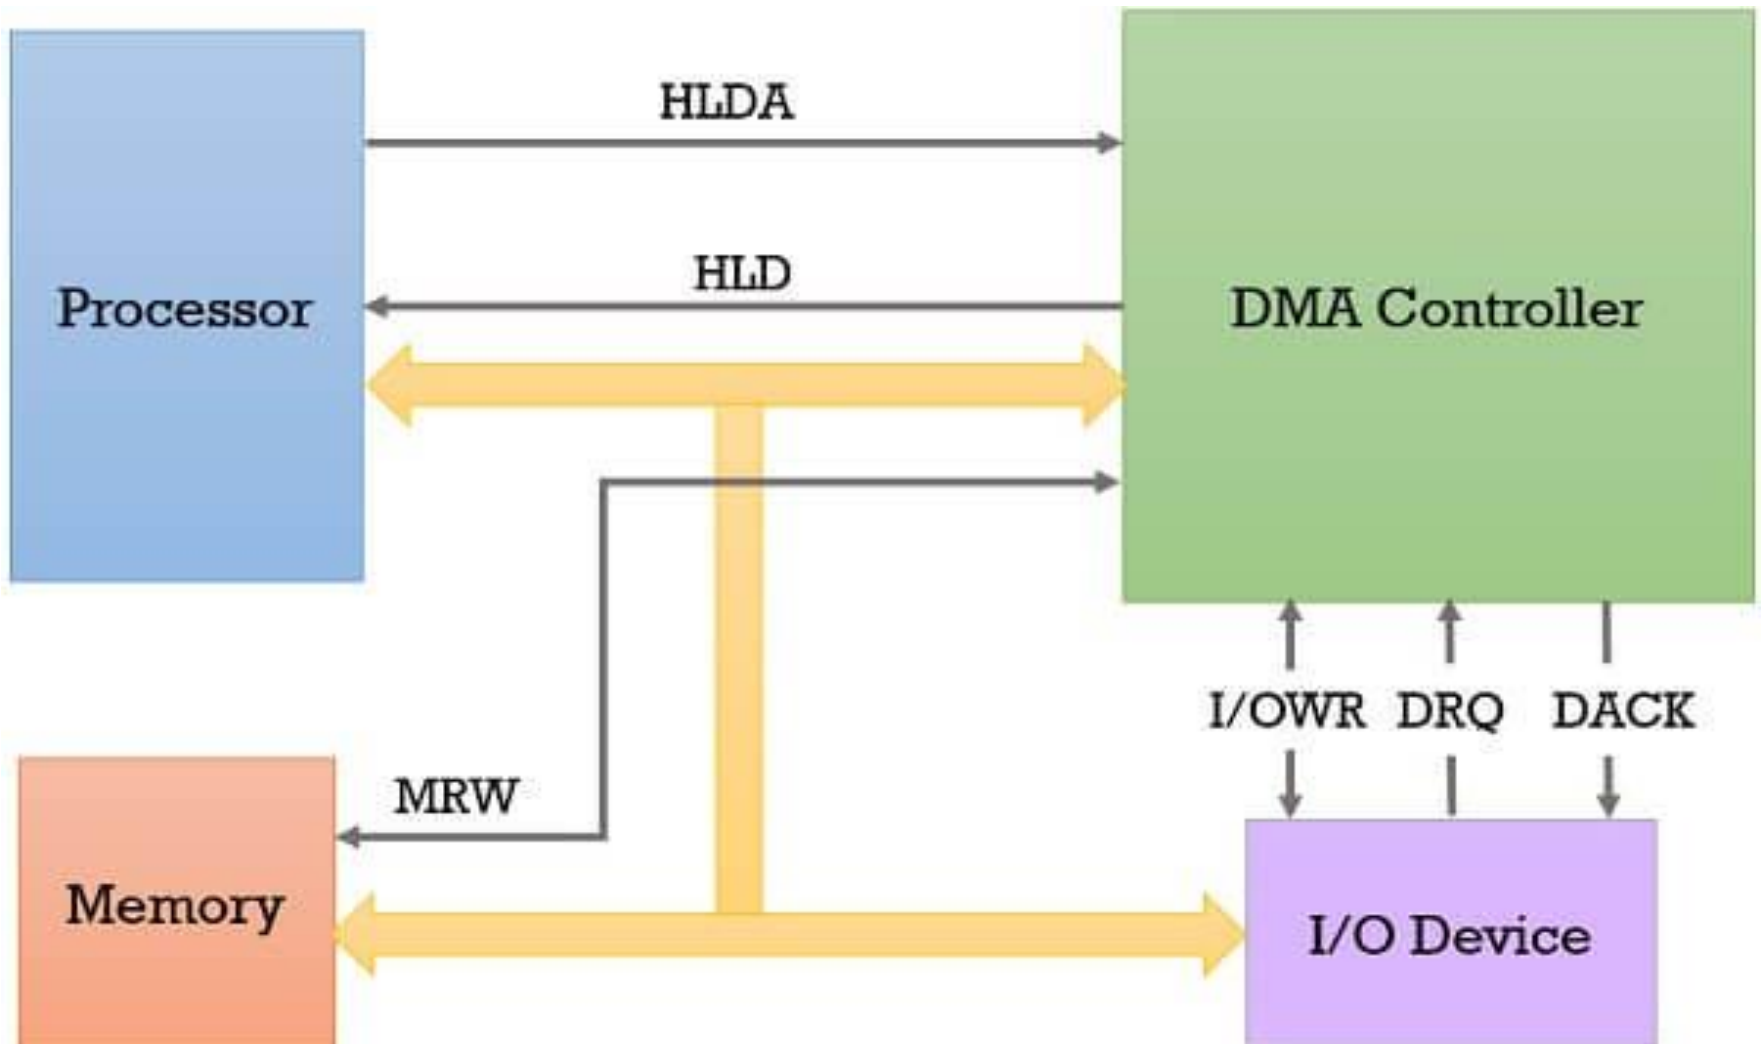 HLDA
HLD
Processor
DMA Controller
I/OWR DRQ DACK
MRW
Memory
I/O Device